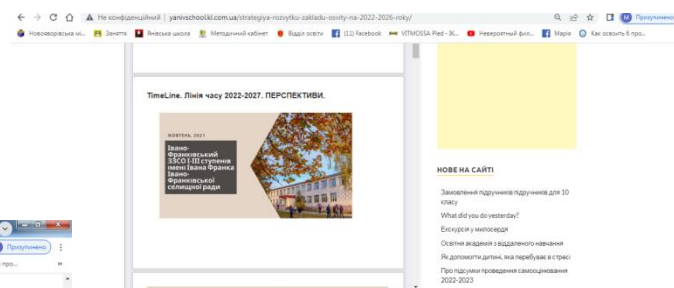 Не конфіденційний | yanivschool.kl.com.ua/strategiya-rozvytku-zakladu-osvity-na-2022-2026-roky/
Призупинено
Новояворівська мі... Заняття Янівська школа Методичний кабінет Відділ освіти (11) Facebook VITMOSSA Pled - Ж... Невероятный фил... Марія Как освоить 6 про...
TimeLine. Лінія часу 2022-2027. ПЕРСПЕКТИВИ.
ЖОВТЕНЬ, 2021
Івано-
Франківський
ЗЗСО І-ІІІ ступенів
імені Івана Франка
Івано-
Франківської
селищної ради
НОВЕ НА САЙТІ
Замовлення підручників підручників для 10
класу
What did you do yesterday?
Екскурсія у милосердя
Освітня академія з віддаленого навчання
Як допомогти дитині, яка перебуває в стресі
Про підсумки проведення самооцінювання
2022-2023
Призупинено
про...